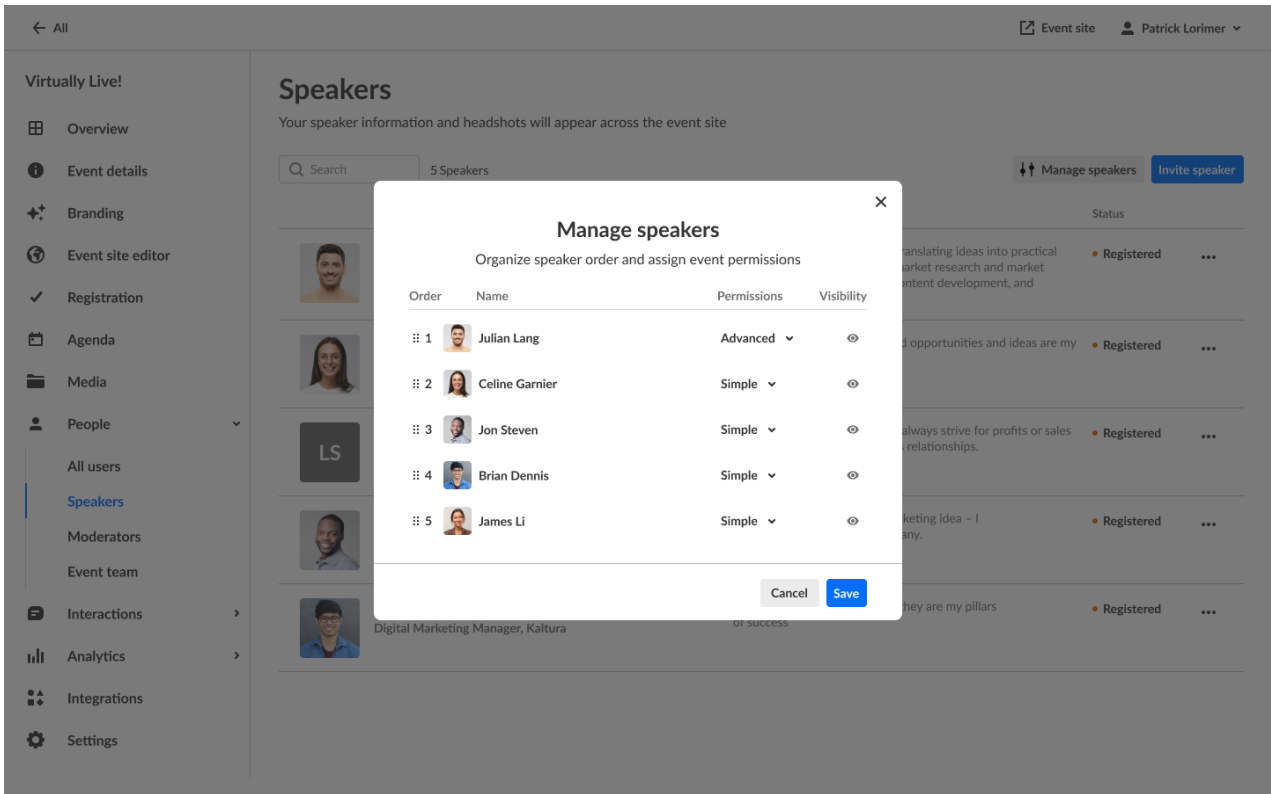 All
Event site
Patrick Lorimer
Virtually Live!
Overview
Event details
Branding
Event site editor
Registration
Agenda
Media
People
All users
Speakers
Moderators
Event team
Interactions
Analytics
Integrations
Settings
Speakers
Your speaker information and headshots will appear across the event site
Search
5 Speakers
Manage speakers
Invite speaker
Status
translating ideas into practical
market research and market
content development, and
Registered
opportunities and ideas are my
Registered
LS
always strive for profits or sales
relationships.
Registered
keting idea – I
any.
Registered
Digital Marketing Manager, Kaltura
they are my pillars
of success
Registered
Manage speakers
Organize speaker order and assign event permissions
Order Name Permissions Visibility
1 Julian Lang Advanced
2 Celine Garnier Simple
3 Jon Steven Simple
4 Brian Dennis Simple
5 James Li Simple
Cancel
Save